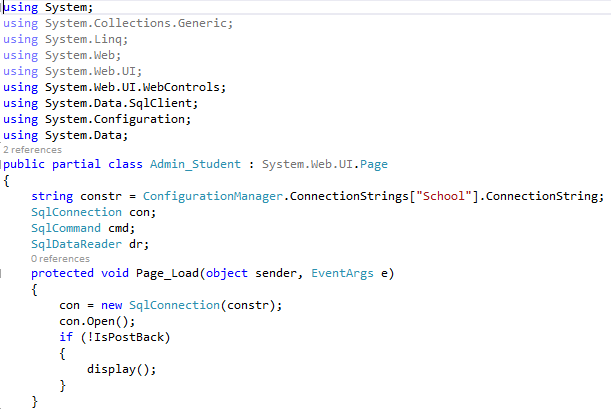 using System;
using System.Collections.Generic;
using System.Linq;
using System.Web;
using System.Web.UI;
using System.Web.UI.WebControls;
using System.Data.SqlClient;
using System.Configuration;
using System.Data;
2 references
public partial class Admin_Student : System.Web.UI.Page
{
    string constr = ConfigurationManager.ConnectionStrings["School"].ConnectionString;
    SqlConnection con;
    SqlCommand cmd;
    SqlDataReader dr;
    0 references
    protected void Page_Load(object sender, EventArgs e)
    {
        con = new SqlConnection(constr);
        con.Open();
        if (!IsPostBack)
        {
            display();
        }
    }